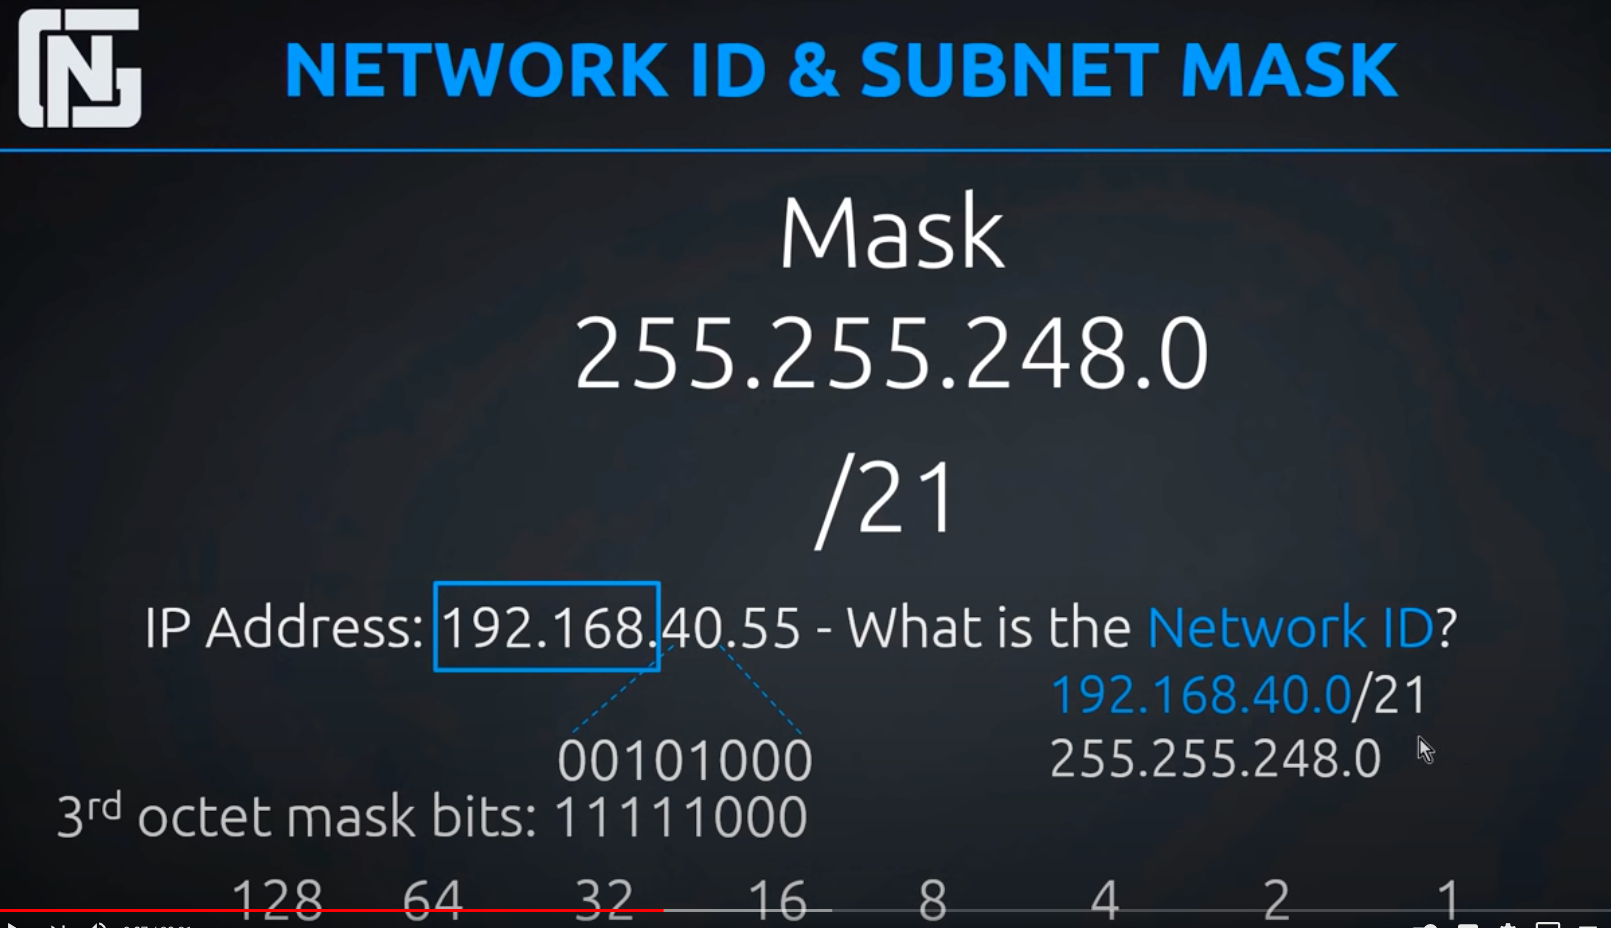 NG
NETWORK ID & SUBNET MASK
Mask
255.255.248.0
/21
IP Address: 192.168.40.55 - What is the Network ID?
192.168.40.0/21
00101000 255.255.248.0
3rd octet mask bits: 11111000
128 64 32 16 8 4 2 1